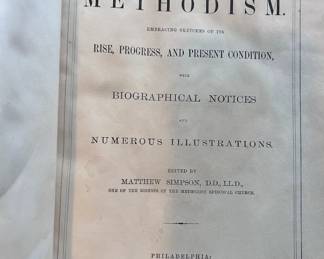 METHODISM.
EMBRACING SKETCHES OF ITS
RISE, PROGRESS, AND PRESENT CONDITION,
WITH
BIOGRAPHICAL NOTICES
AND
NUMEROUS ILLUSTRATIONS.
EDITED BY
MATTHEW SIMPSON, D.D., LL.D.,
ONE OF THE BISHOPS OF THE METHODIST EPISCOPAL CHURCH.
PHILADELPHIA: